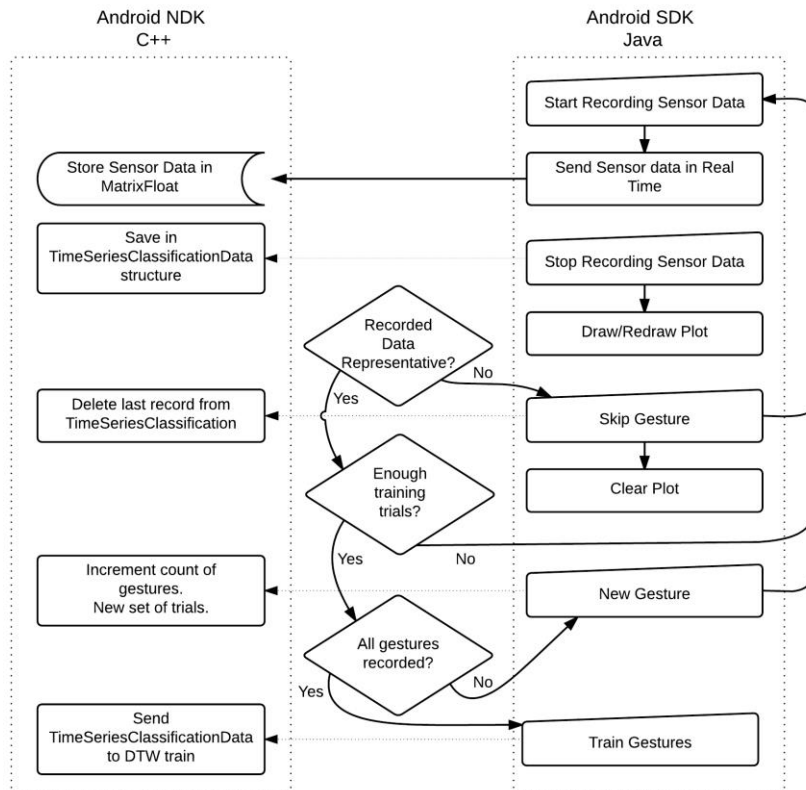 Android NDK
C++
Android SDK
Java
Start Recording Sensor Data
Store Sensor Data in
MatrixFloat
Send Sensor data in Real
Time
Save in
TimeSeriesClassificationData
structure
Stop Recording Sensor Data
Recorded
Data
Representative?
Draw/Redraw Plot
No
Yes
Delete last record from
TimeSeriesClassification
Skip Gesture
Enough
training
trials?
Clear Plot
Yes
No
Increment count of
gestures.
New set of trials.
New Gesture
All gestures
recorded?
Yes
No
Send
TimeSeriesClassificationData
to DTW train
Train Gestures